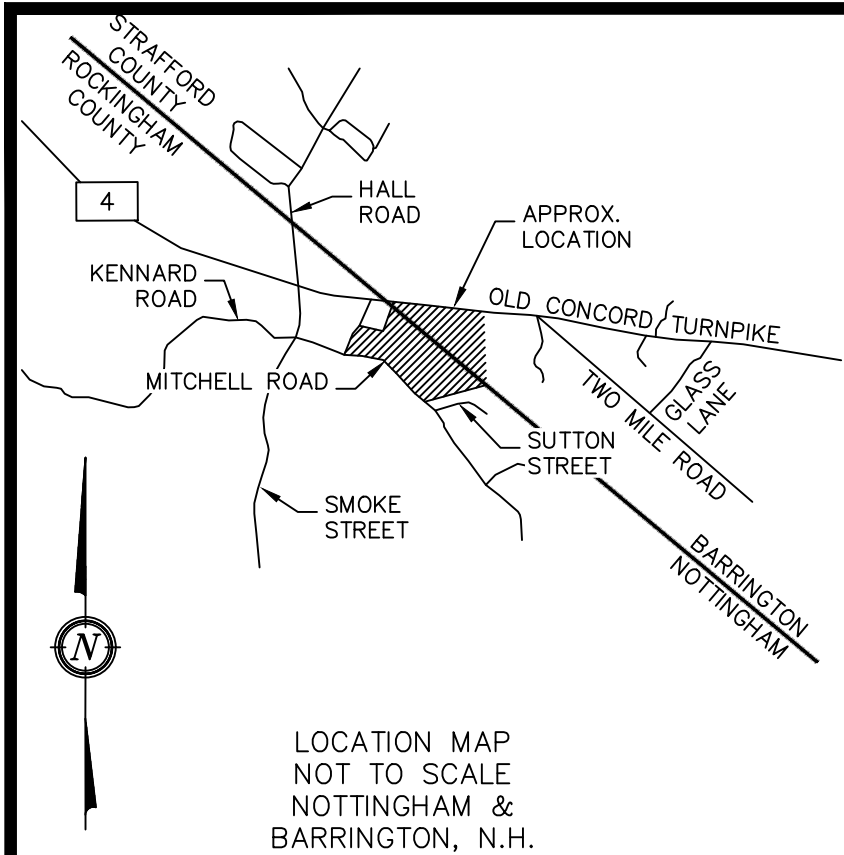 STRAFFORD
COUNTY
ROCKINGHAM
COUNTY
4
HALL
ROAD
APPROX.
LOCATION
KENNARD
ROAD
OLD CONCORD TURNPIKE
MITCHELL ROAD
TWO MILE ROAD
GLASS
LANE
SUTTON
STREET
SMOKE
STREET
BARRINGTON
NOTTINGHAM
N
LOCATION MAP
NOT TO SCALE
NOTTINGHAM &
BARRINGTON, N.H.